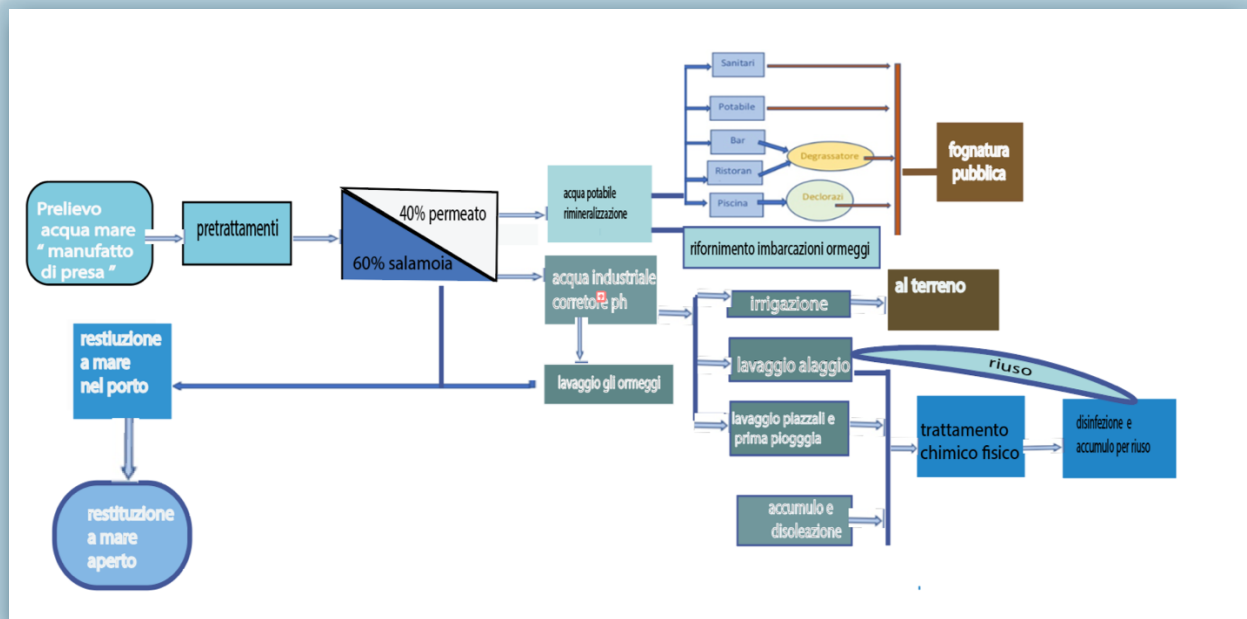 Prelievo
acqua mare
" manufatto
di presa "
pretrattamenti
40% permeato
60% salamoia
acqua potabile
rimineralizzazione
Sanitari
Potabile
Bar
Ristoran
Piscina
Degrassatore
Declorazi
fognatura
pubblica
rifornimento imbarcazioni ormeggi
acqua industriale
corretore ph
lavaggio gli ormeggi
irrigazione
al terreno
lavaggio alaggio
riuso
lavaggio piazzali e
prima piogggia
accumulo e
disoleazione
trattamento
chimico fisico
disinfezione e
accumulo per riuso
restiuzione
a mare
nel porto
restituzione
a mare
aperto